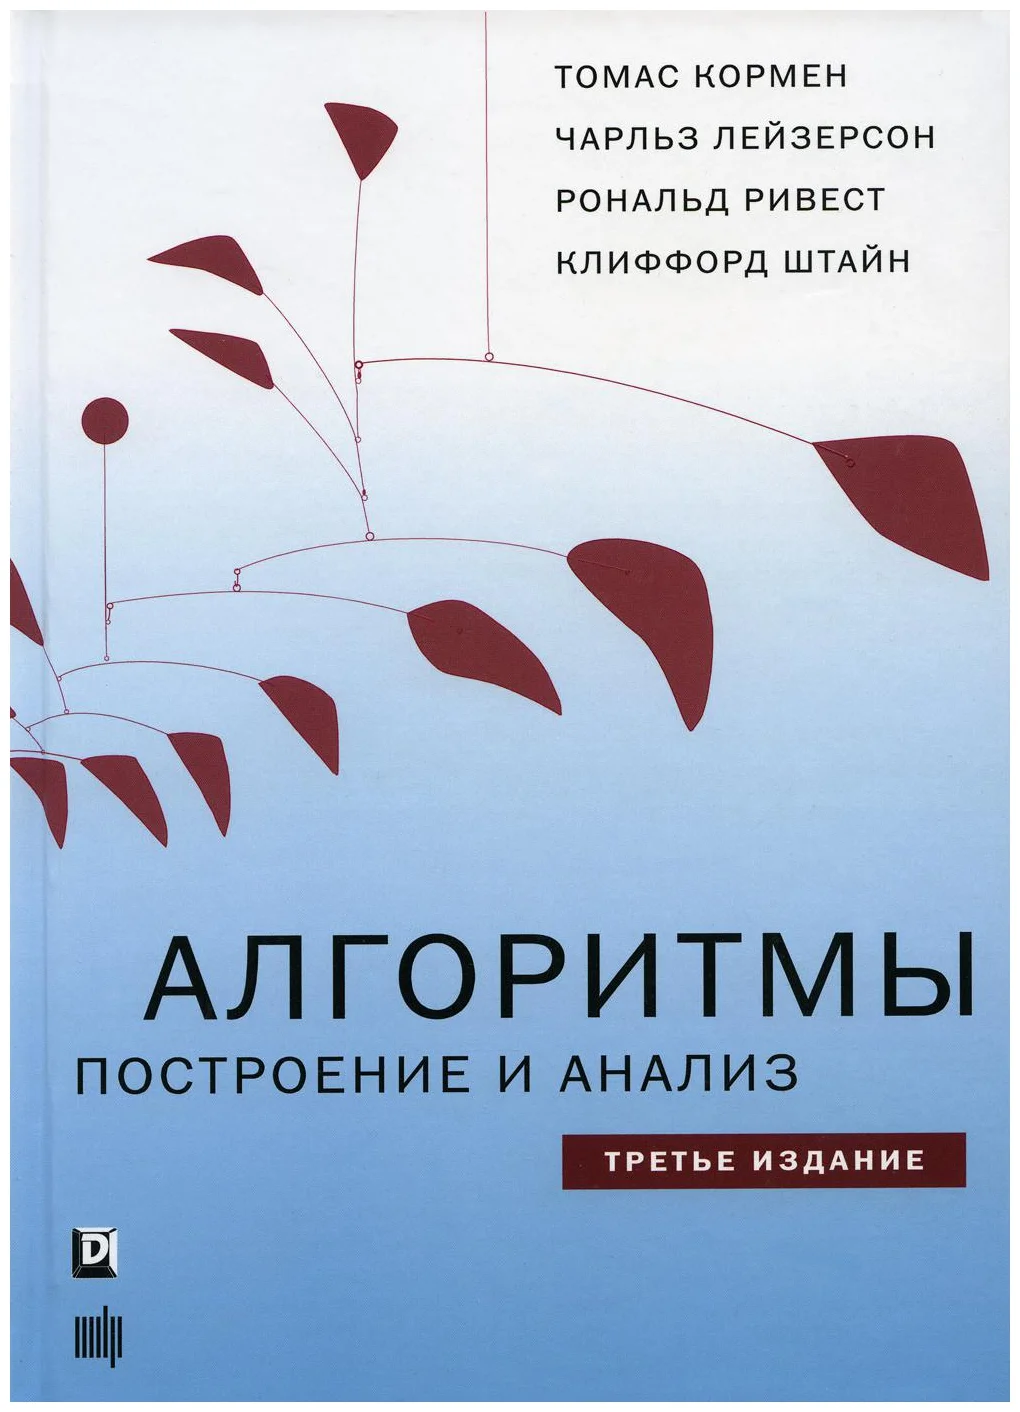 ТОМАС КОРМЕН
ЧАРЛЬЗ ЛЕЙЗЕРСОН
РОНАЛЬД РИВЕСТ
КЛИФФОРД ШТАЙН
АЛГОРИТМЫ
ПОСТРОЕНИЕ И АНАЛИЗ
ТРЕТЬЕ ИЗДАНИЕ
D